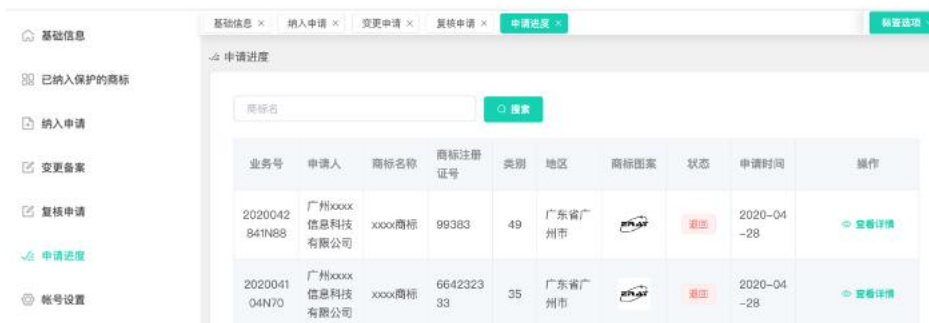 基础信息 ×
纳入申请 ×
变更申请 ×
复核申请 ×
申请进度 ×
标签选项
基础信息
已纳入保护的商标
纳入申请
变更备案
复核申请
申请进度
帐号设置
申请进度
商标名
搜索
业务号
申请人
商标名称
商标注册
证号
类别
地区
商标图案
状态
申请时间
操作
2020042
841N88
广州xxxx
信息科技
有限公司
xxxx商标
99383
49
广东省广
州市
退回
2020-04
-28
查看详情
2020041
04N70
广州xxxx
信息科技
有限公司
xxxx商标
6642323
33
35
广东省广
州市
退回
2020-04
-28
查看详情